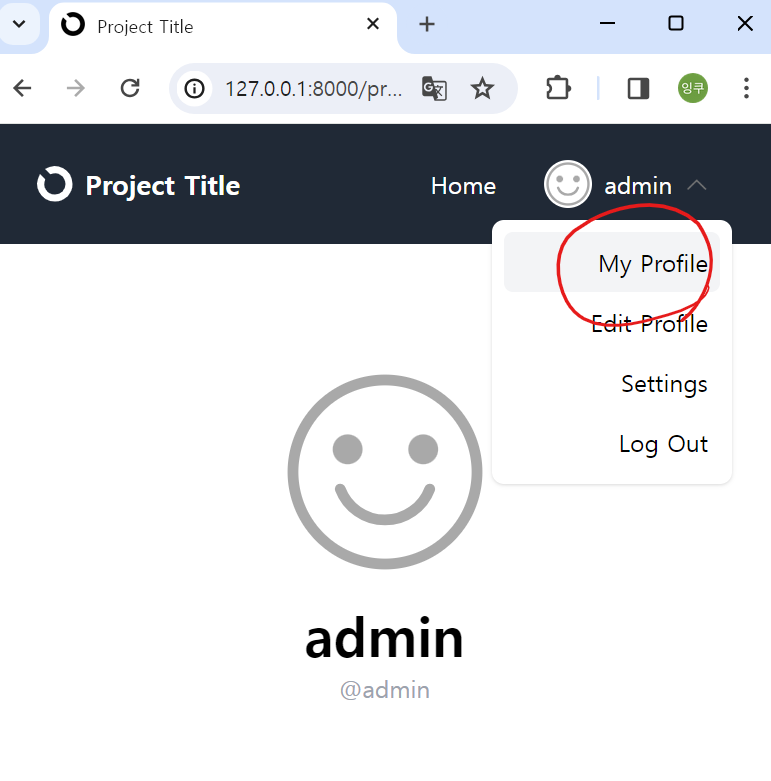 Project Title
127.0.0.1:8000/pr...
잉쿠
Project Title
Home
admin
My Profile
Edit Profile
Settings
Log Out
admin
@admin